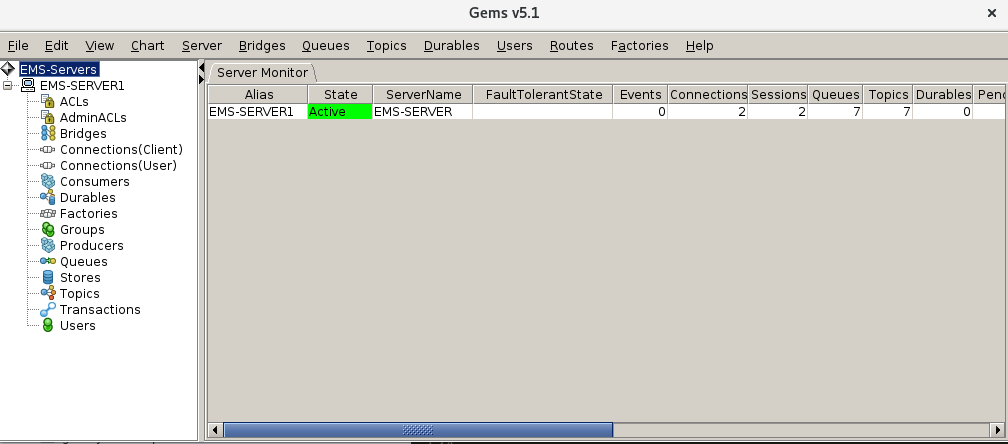 Gems v5.1
File Edit View Chart Server Bridges Queues Topics Durables Users Routes Factories Help
EMS-Servers
EMS-SERVER1
ACLs
AdminACLs
Bridges
Connections(Client)
Connections(User)
Consumers
Durables
Factories
Groups
Producers
Queues
Stores
Topics
Transactions
Users
Server Monitor
Alias State ServerName FaultTolerantState Events Connections Sessions Queues Topics Durables Pend
EMS-SERVER1 Active EMS-SERVER 0 2 2 7 7 0